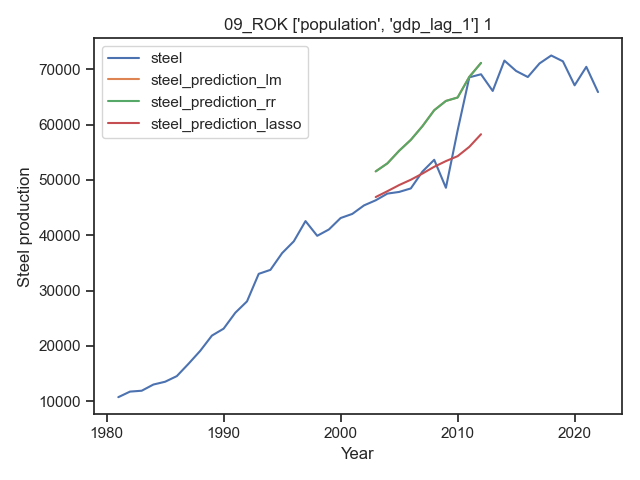 09_ROK ['population', 'gdp_lag_1'] 1
steel
steel_prediction_lm
steel_prediction_rr
steel_prediction_lasso
70000
60000
50000
40000
30000
20000
10000
Steel production
1980 1990 2000 2010 2020
Year